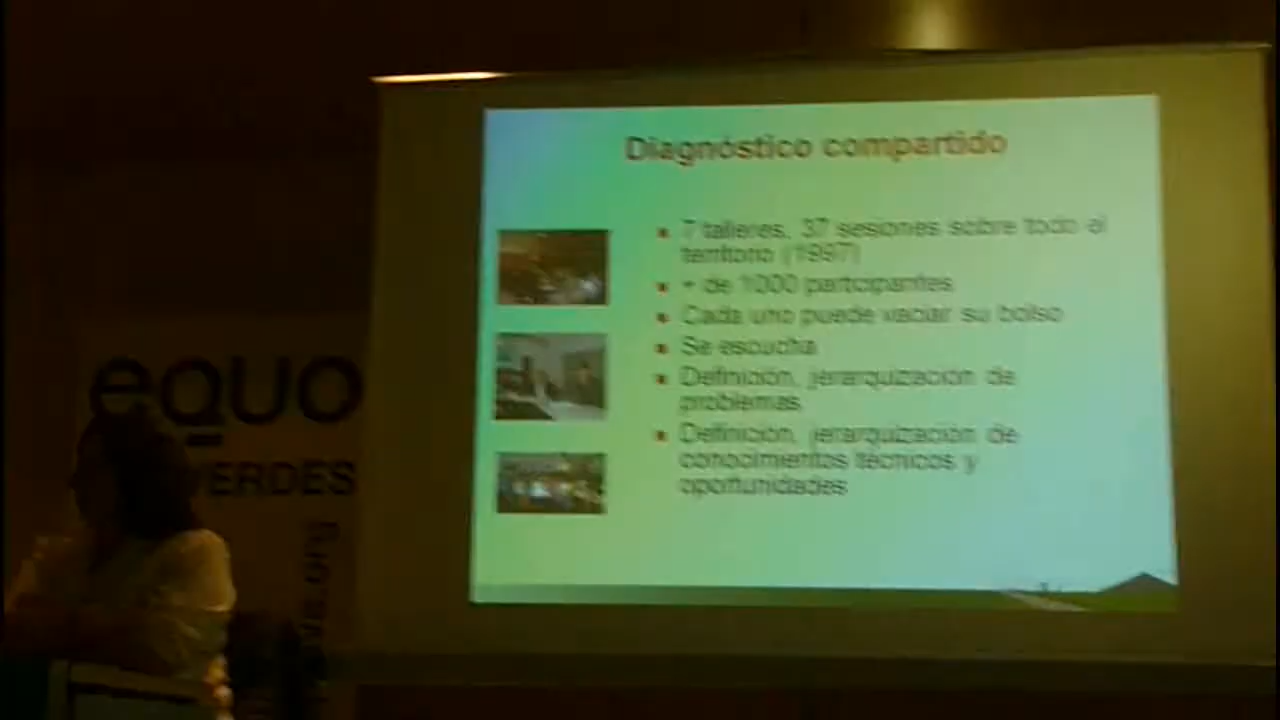 Diagnóstico compartido
7 talleres, 37 sesiones sobre todo el
territorio (1997)
+ de 1000 participantes
Cada uno puede vaciar su bolso
Se escucha
Definición, jerarquización de
problemas
Definición, jerarquización de
conocimientos técnicos y
oportunidades
eQUO
VERDES